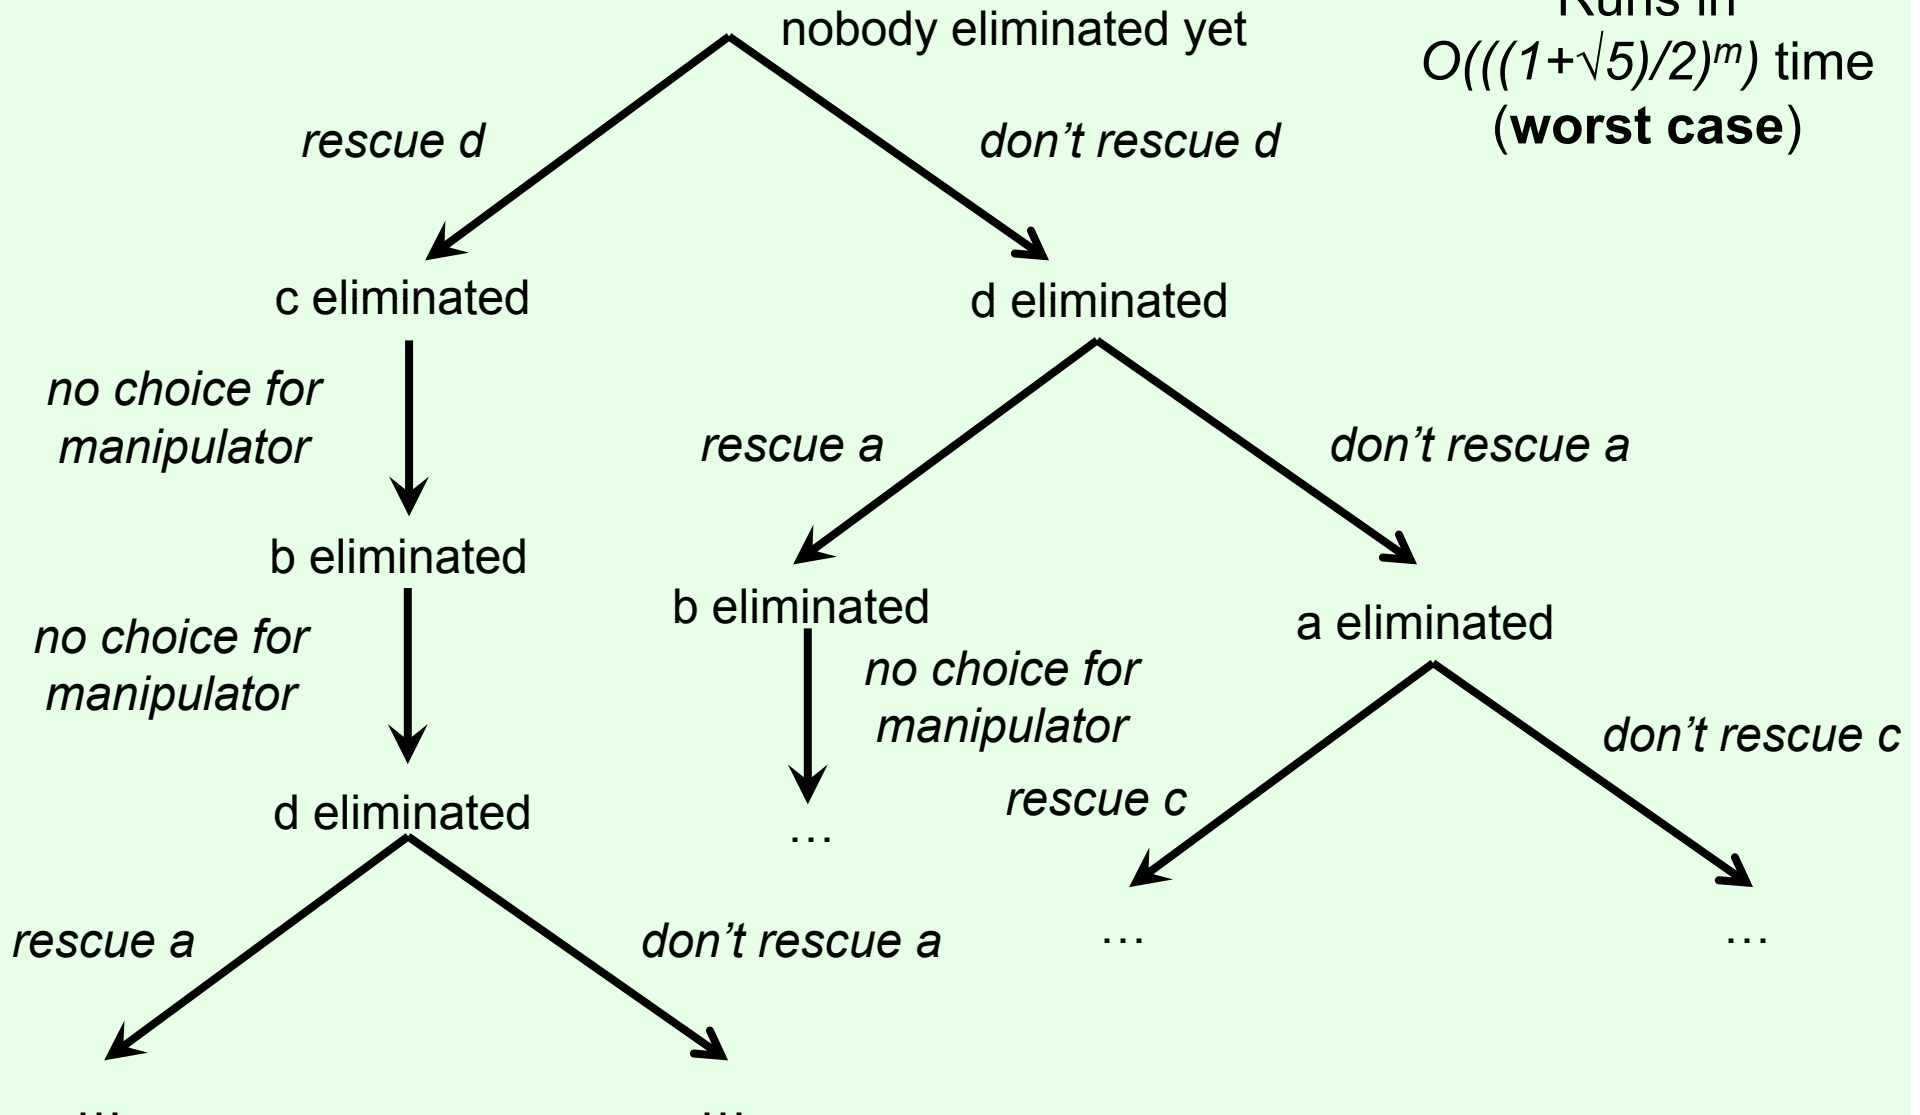 nobody eliminated yet
Runs in
O(((1+√5)/2)ᵐ) time
(worst case)
rescue d
don't rescue d
c eliminated
d eliminated
no choice for
manipulator
rescue a
don't rescue a
b eliminated
b eliminated
a eliminated
no choice for
manipulator
no choice for
manipulator
rescue c
don't rescue c
d eliminated
…
rescue a
don't rescue a
…
…
…
…